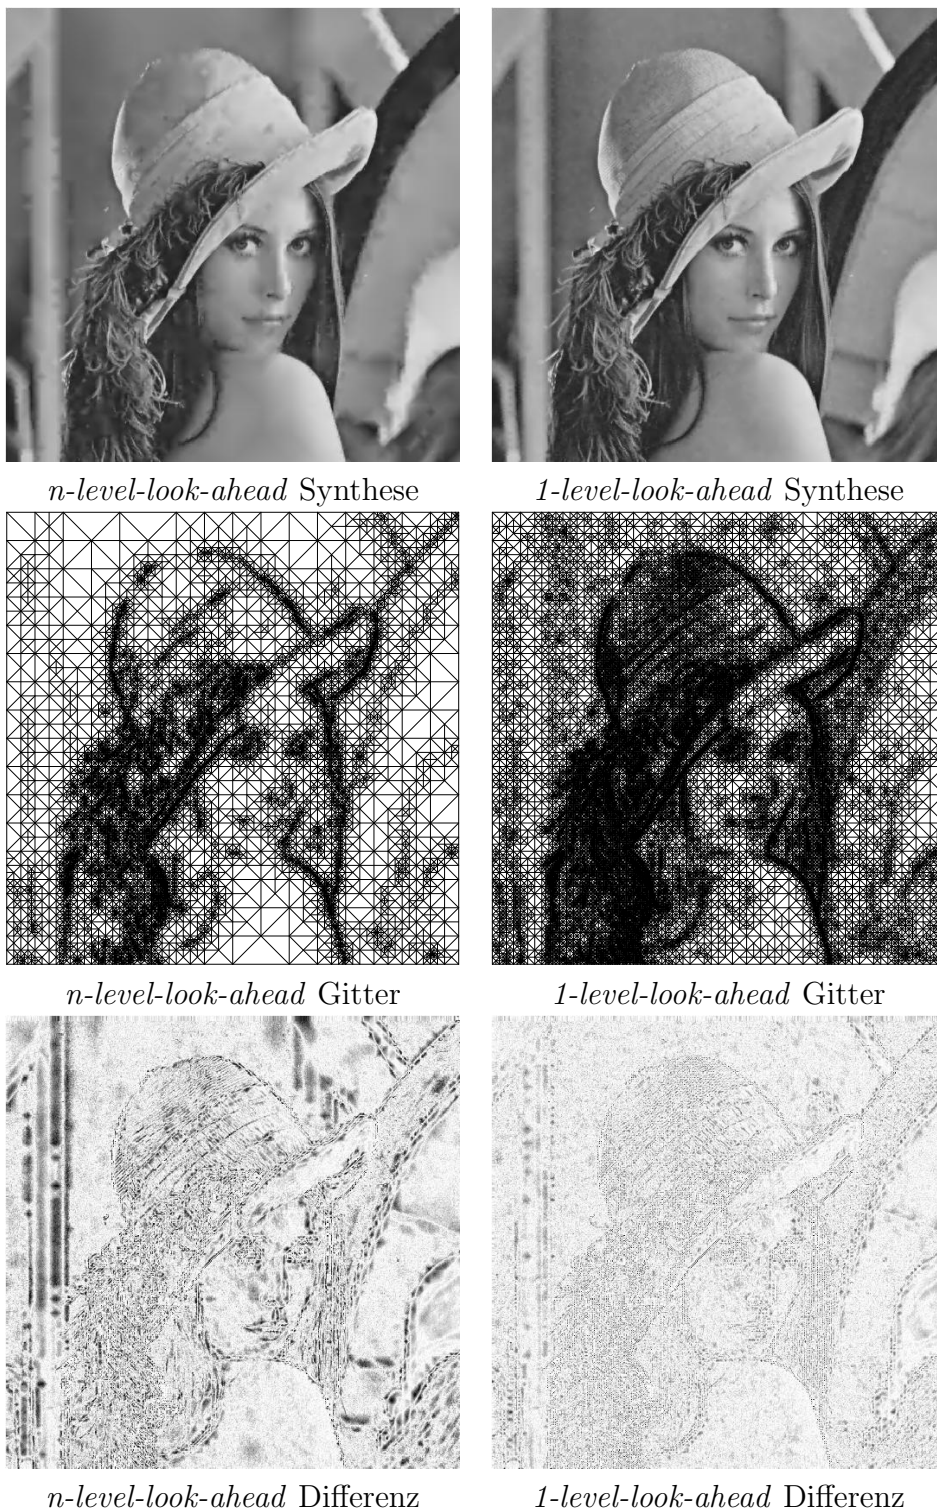 n-level-look-ahead Synthese
1-level-look-ahead Synthese
n-level-look-ahead Gitter
1-level-look-ahead Gitter
n-level-look-ahead Differenz
1-level-look-ahead Differenz